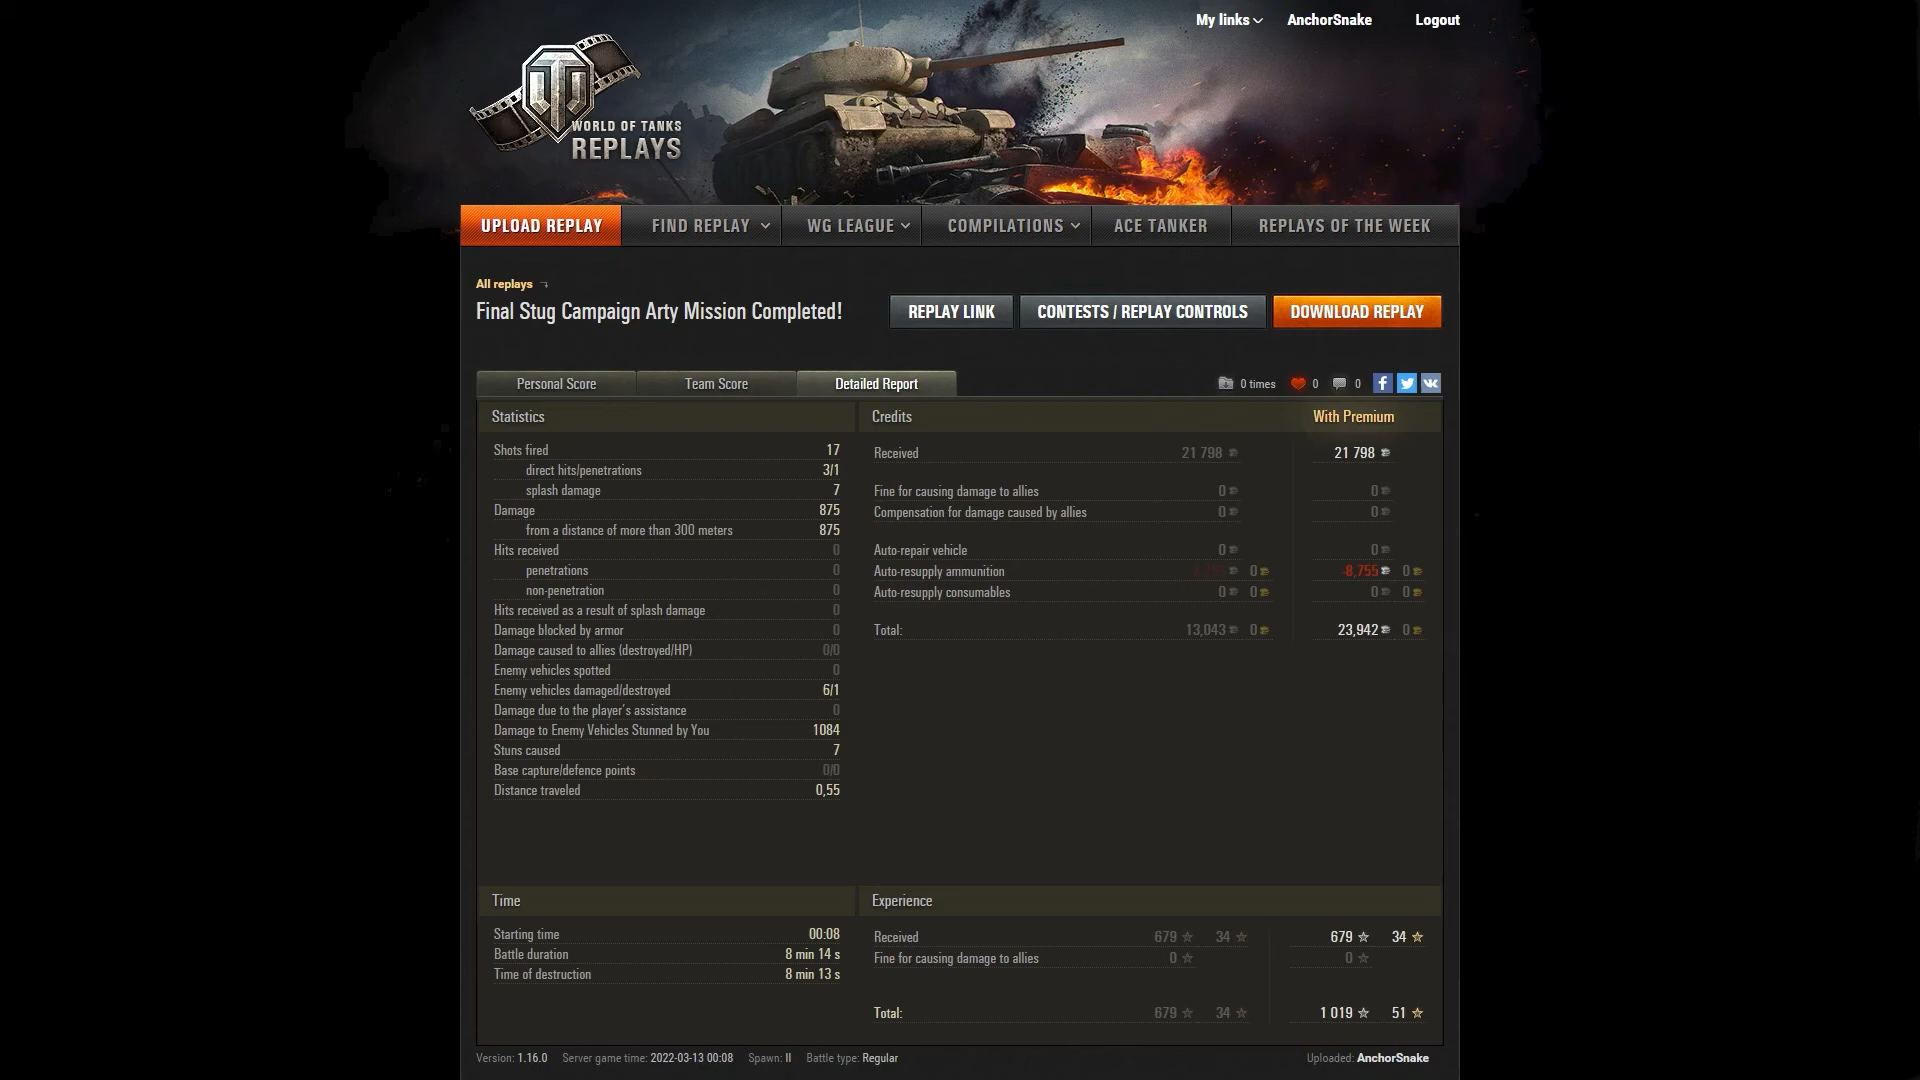 My links AnchorSnake Logout
WORLD OF TANKS
REPLAYS
UPLOAD REPLAY FIND REPLAY WG LEAGUE COMPILATIONS ACE TANKER REPLAYS OF THE WEEK
All replays
Final Stug Campaign Arty Mission Completed! REPLAY LINK CONTESTS / REPLAY CONTROLS DOWNLOAD REPLAY
Personal Score Team Score Detailed Report 0 times 0 0
Statistics
Shots fired 17
direct hits/penetrations 3/1
splash damage 7
Damage 875
from a distance of more than 300 meters 875
Hits received 0
penetrations 0
non-penetration 0
Hits received as a result of splash damage 0
Damage blocked by armor 0
Damage caused to allies (destroyed/HP) 0/0
Enemy vehicles spotted 0
Enemy vehicles damaged/destroyed 6/1
Damage due to the player's assistance 0
Damage to Enemy Vehicles Stunned by You 1084
Stuns caused 7
Base capture/defence points 0/0
Distance traveled 0,55
Credits With Premium
Received 21 798 21 798
Fine for causing damage to allies 0 0
Compensation for damage caused by allies 0 0
Auto-repair vehicle 0 0
Auto-resupply ammunition 0 -8,755 0
Auto-resupply consumables 0 0 0 0
Total: 13,043 0 23,942 0
Time
Starting time 00:08
Battle duration 8 min 14 s
Time of destruction 8 min 13 s
Experience
Received 679 34 679 34
Fine for causing damage to allies 0 0
Total: 679 34 1 019 51
Version: 1.16.0 Server game time: 2022-03-13 00:08 Spawn: II Battle type: Regular Uploaded: AnchorSnake